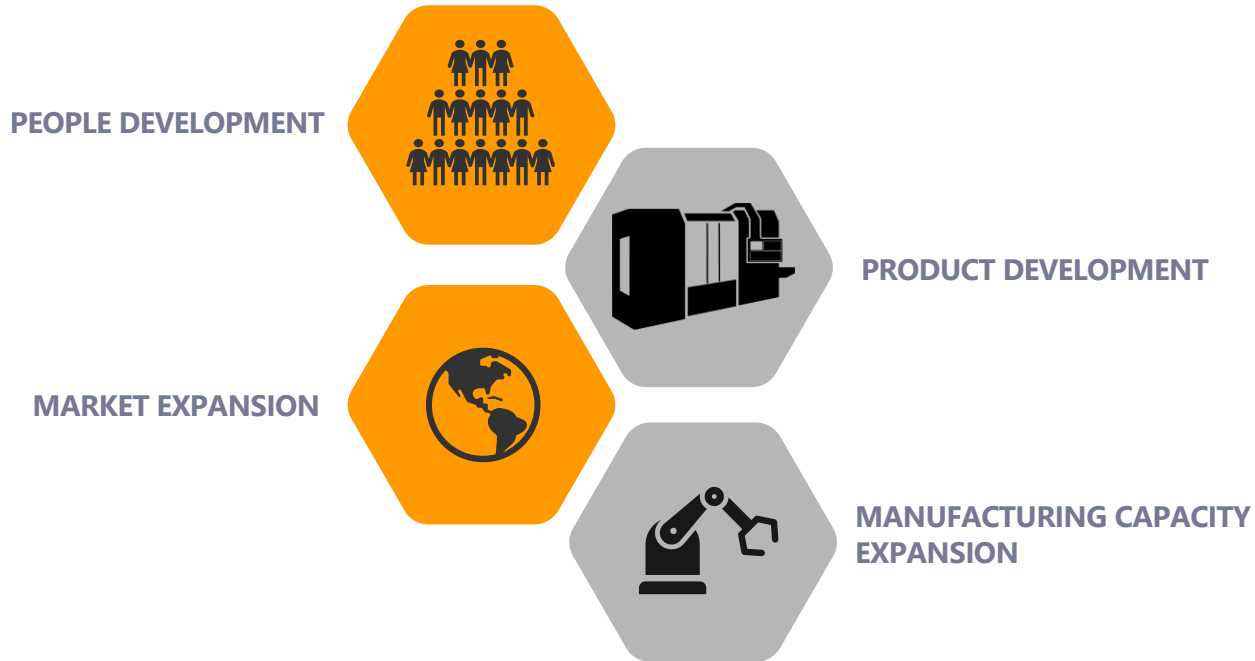 PEOPLE DEVELOPMENT
PRODUCT DEVELOPMENT
MARKET EXPANSION
MANUFACTURING CAPACITY
EXPANSION